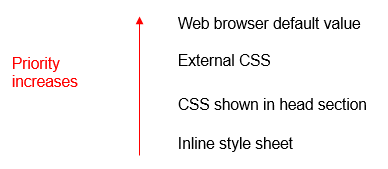 Web browser default value
External CSS
Priority
increases
CSS shown in head section
Inline style sheet